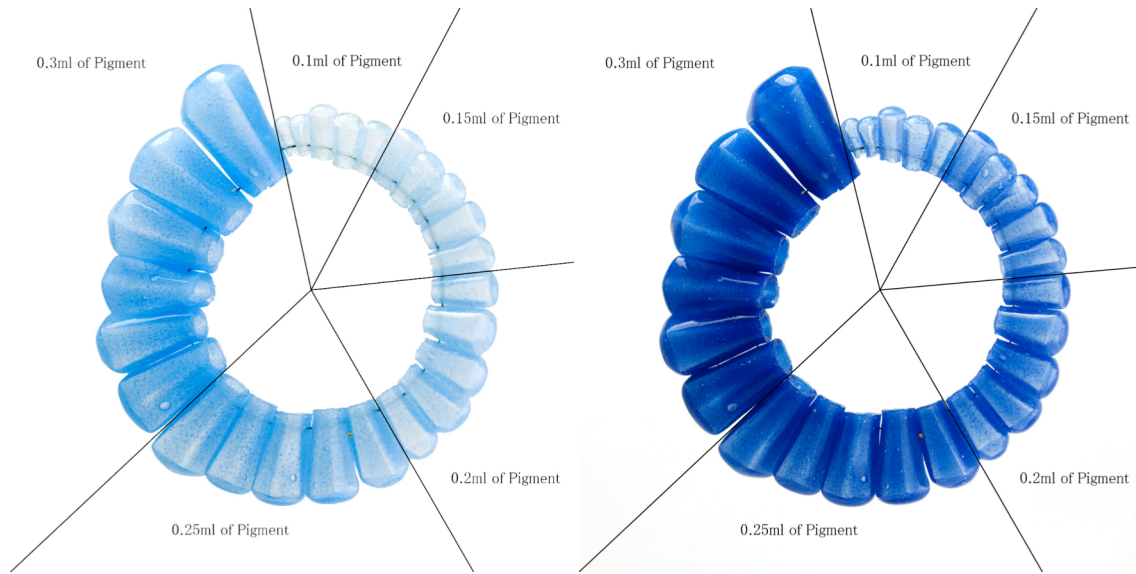 0.3ml of Pigment
0.1ml of Pigment
0.15ml of Pigment
0.2ml of Pigment
0.25ml of Pigment
0.3ml of Pigment
0.1ml of Pigment
0.15ml of Pigment
0.2ml of Pigment
0.25ml of Pigment